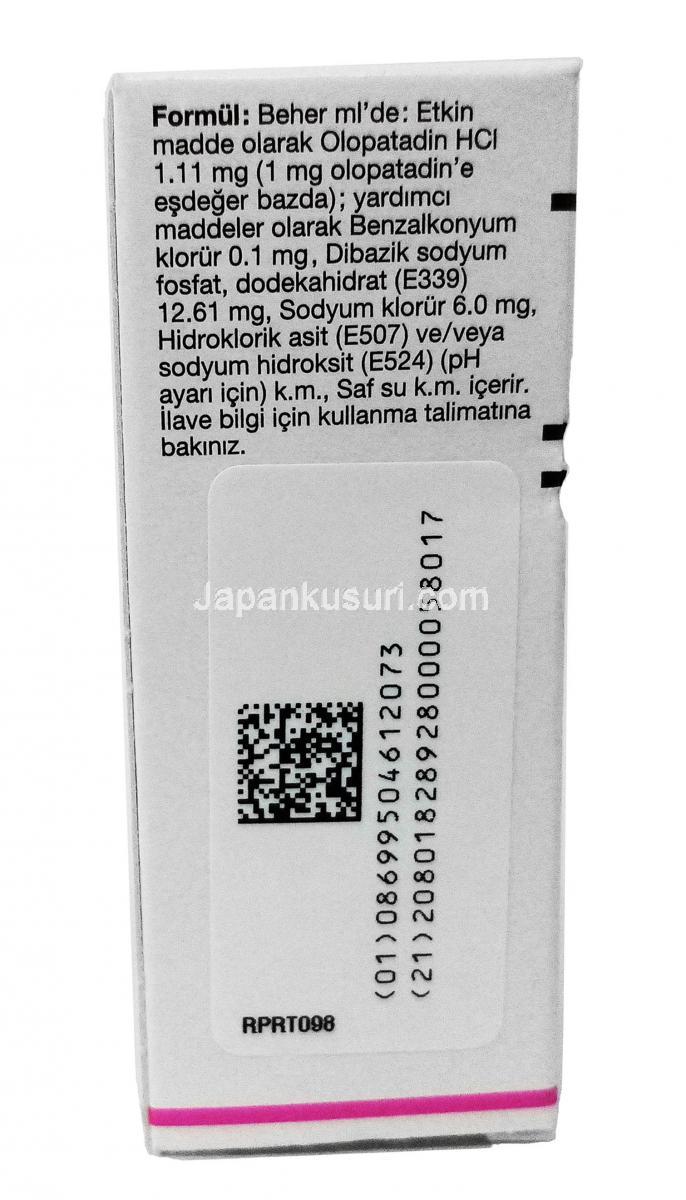 Formül: Beher ml'de: Etkin
madde olarak Olopatadin HCl
1.11 mg (1 mg olopatadin'e
eşdeğer bazda); yardımcı
maddeler olarak Benzalkonyum
klorür 0.1 mg, Dibazik sodyum
fosfat, dodekahidrat (E339)
12.61 mg, Sodyum klorür 6.0 mg,
Hidroklorik asit (E507) ve/veya
sodyum hidroksit (E524) (pH
ayarı için) k.m., Saf su k.m. içerir.
İlave bilgi için kullanma talimatına
bakınız.
Japankusuri.com
(01)08699504612073
RPRT098